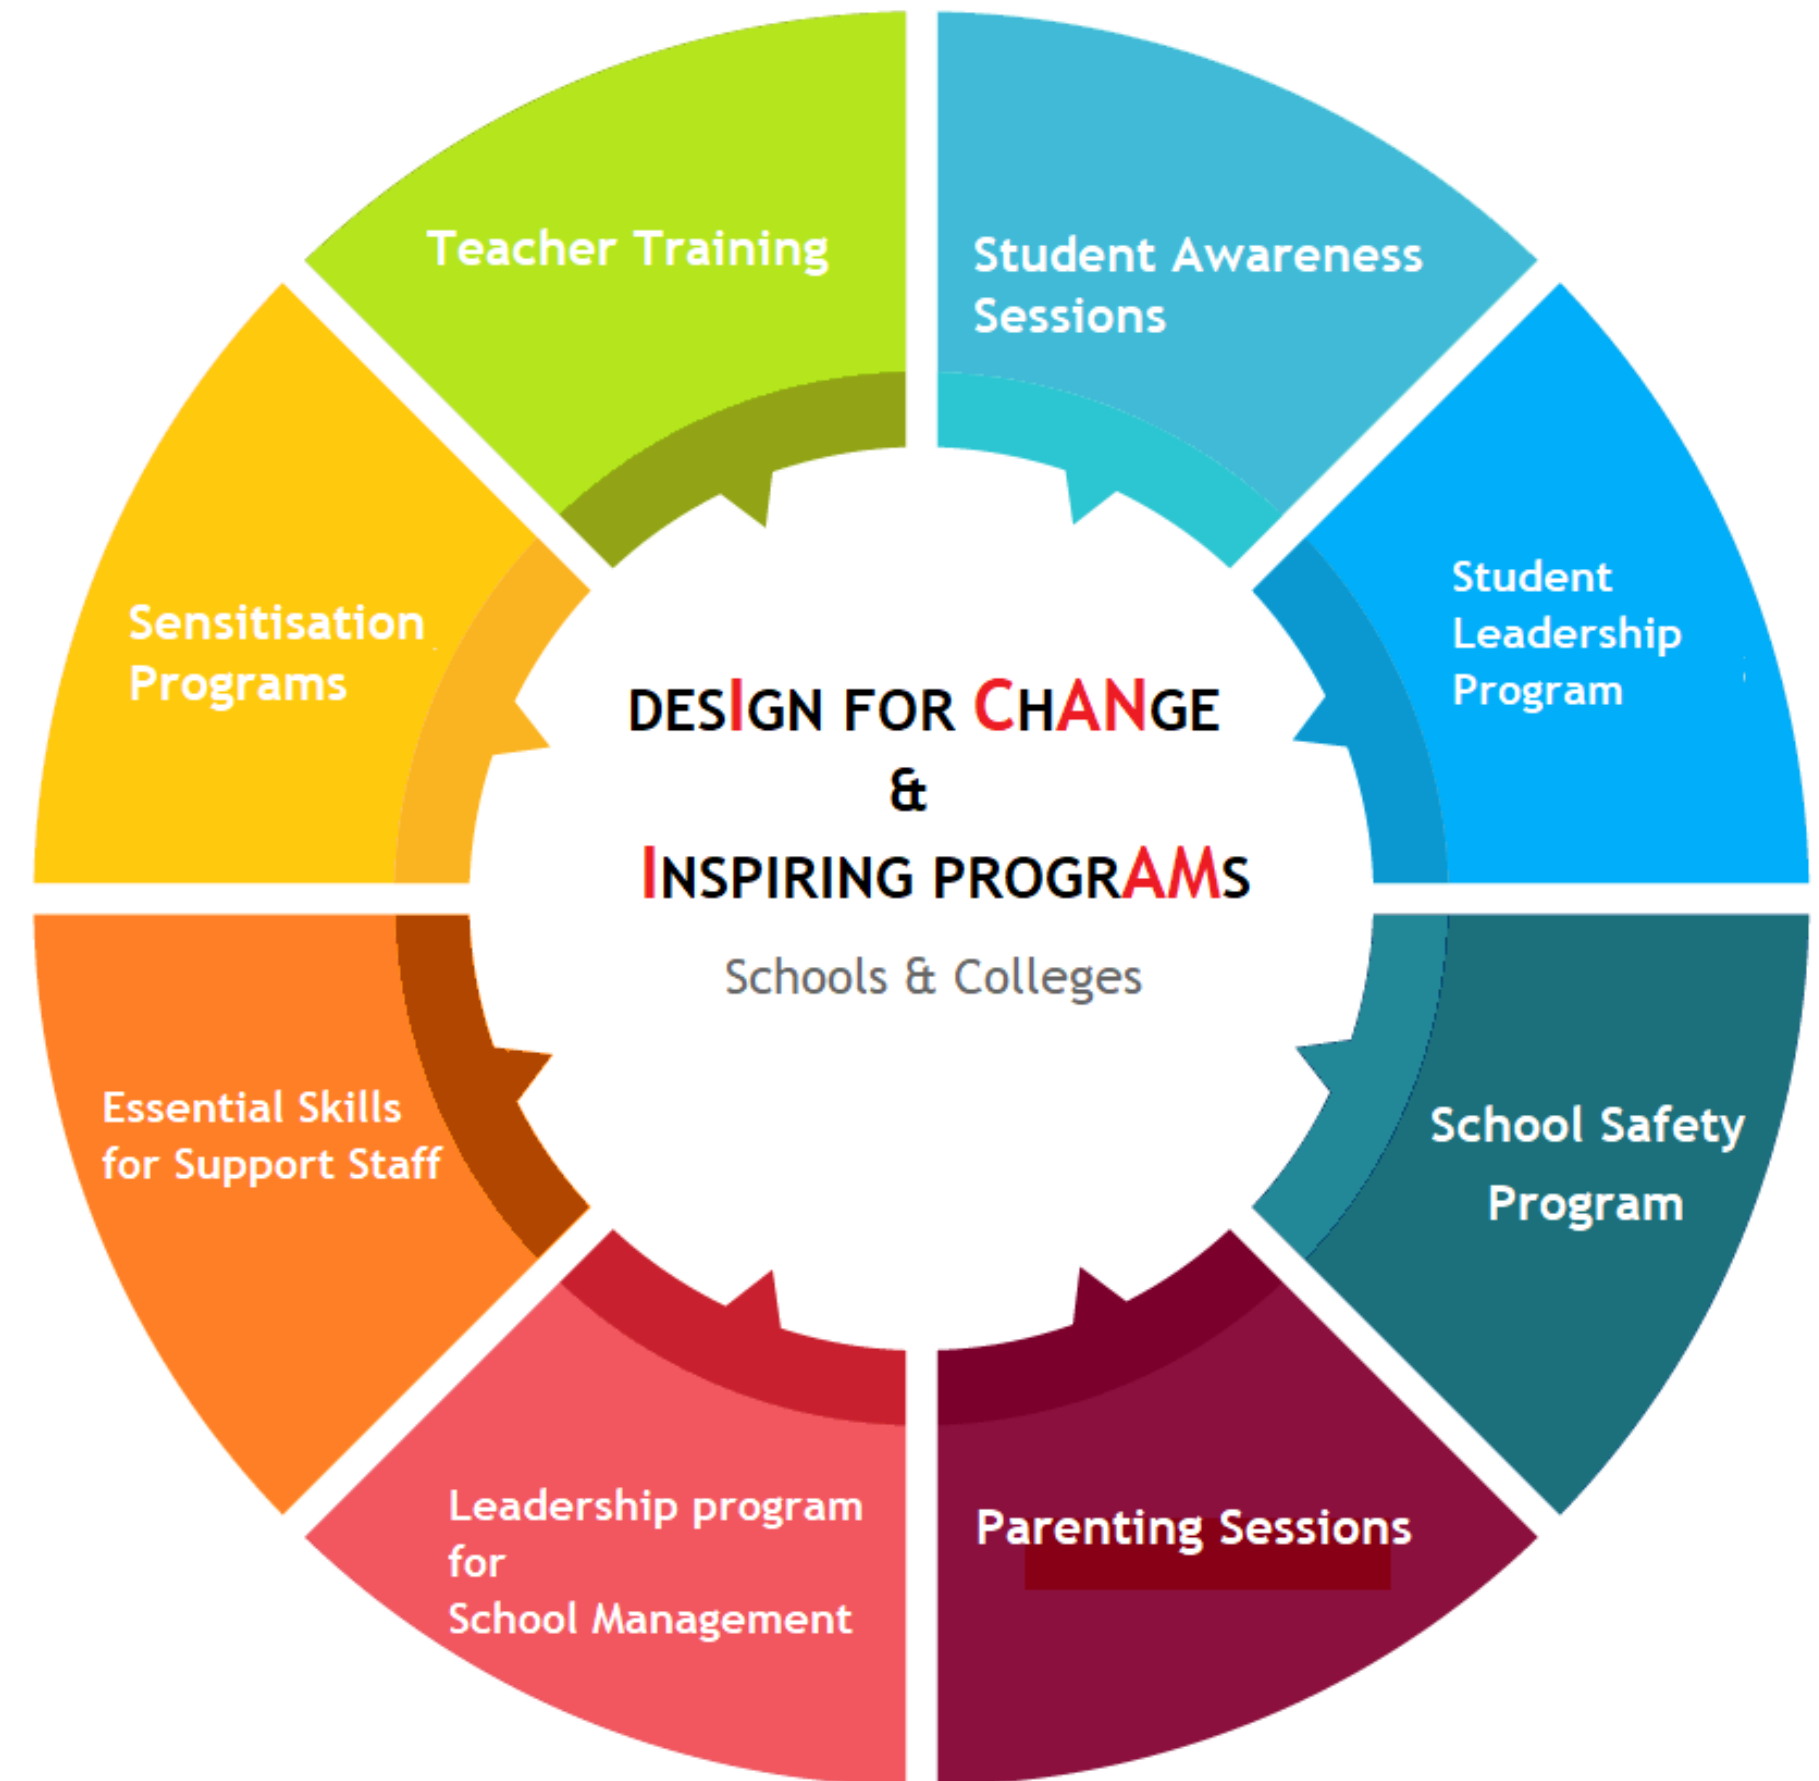 Teacher Training
Student Awareness
Sessions
Student
Leadership
Program
School Safety
Program
Parenting Sessions
Leadership program
for
School Management
Essential Skills
for Support Staff
Sensitisation
Programs
DESIGN FOR CHANGE
&
INSPIRING PROGRAMS
Schools & Colleges